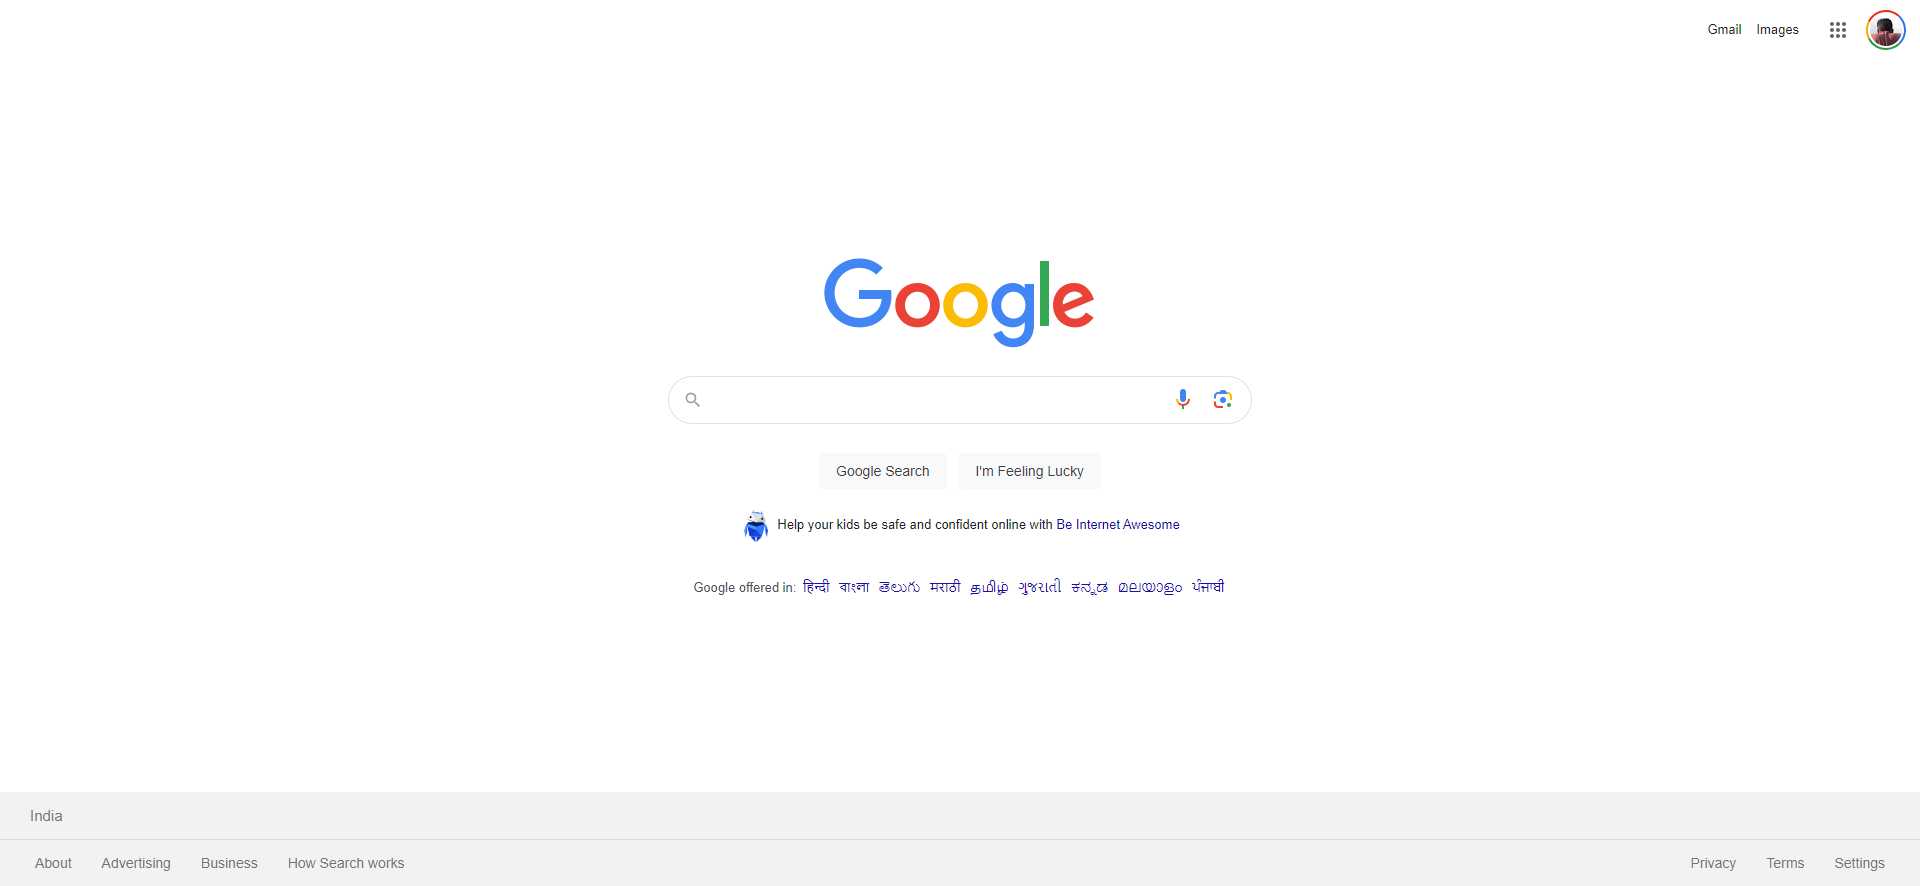 Gmail Images
Google
Google Search I'm Feeling Lucky
Help your kids be safe and confident online with Be Internet Awesome
Google offered in: हिन्दी বাংলা తెలుగు मराठी தமிழ் ગુજરાતી ಕನ್ನಡ മലയാളം ਪੰਜਾਬੀ
India
About Advertising Business How Search works Privacy Terms Settings